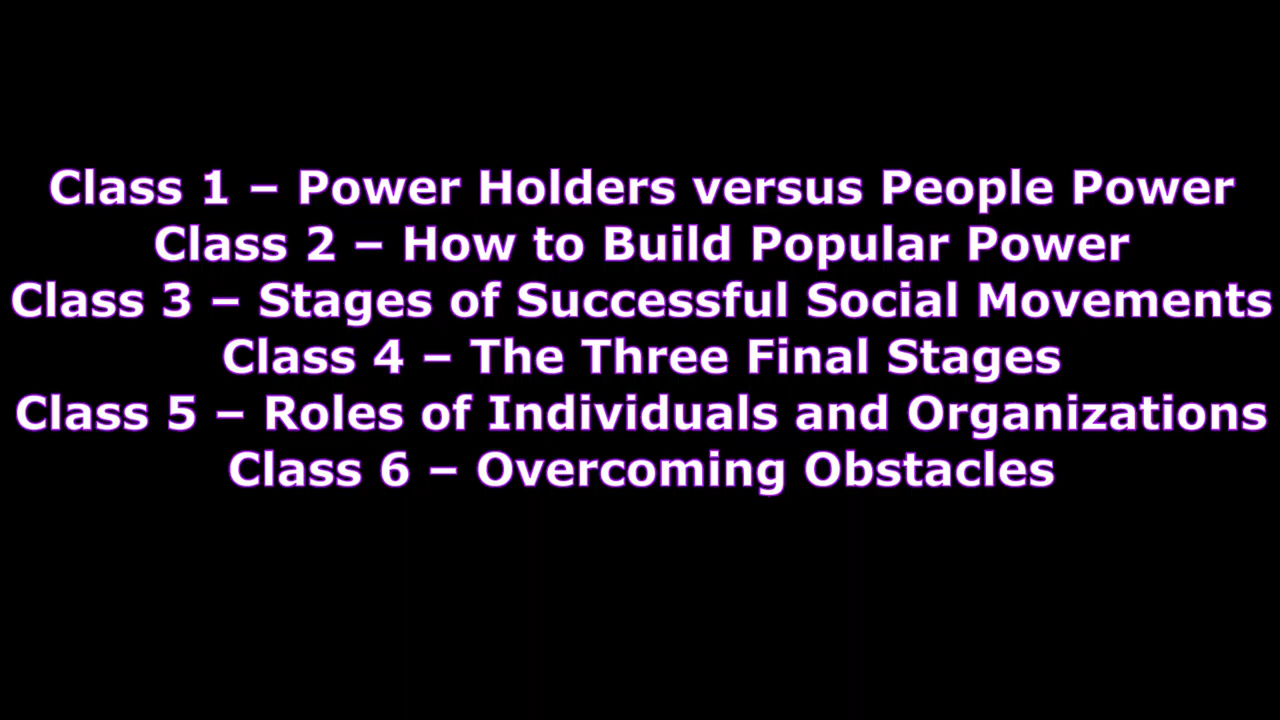 Class 1 – Power Holders versus People Power
Class 2 – How to Build Popular Power
Class 3 – Stages of Successful Social Movements
Class 4 – The Three Final Stages
Class 5 – Roles of Individuals and Organizations
Class 6 – Overcoming Obstacles